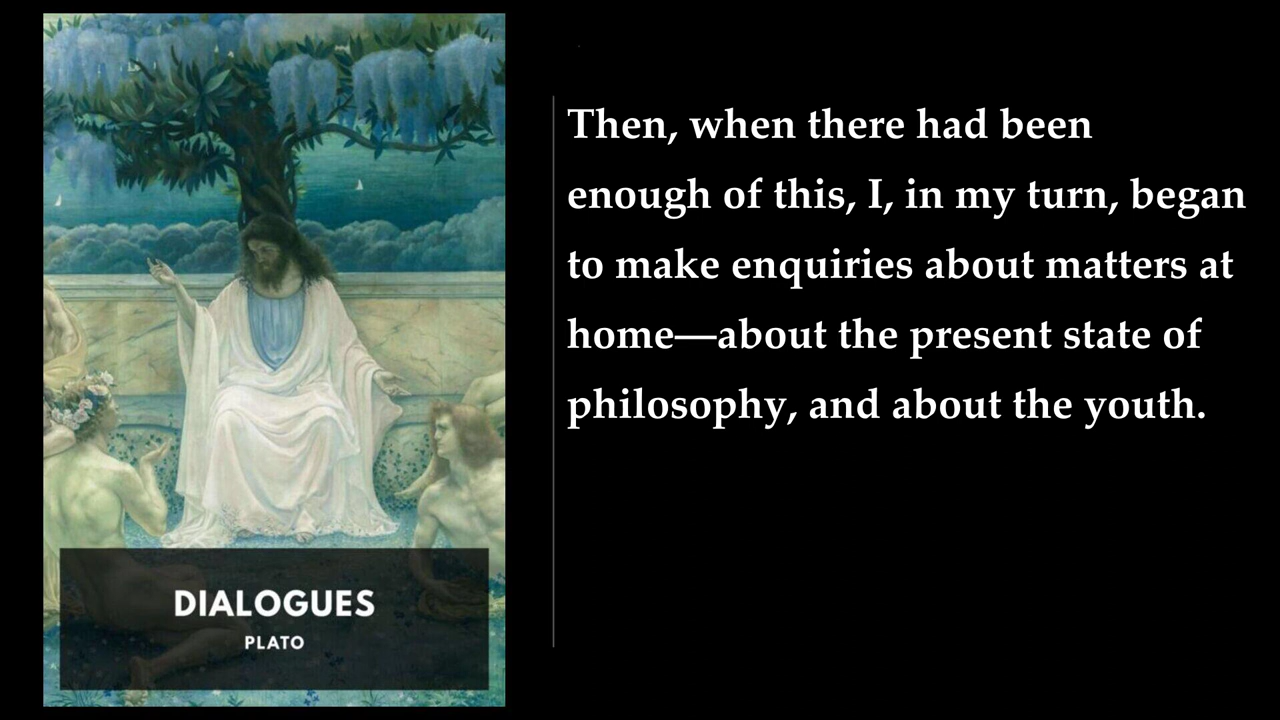 Then, when there had been
enough of this, I, in my turn, began
to make enquiries about matters at
home—about the present state of
philosophy, and about the youth.
DIALOGUES
PLATO